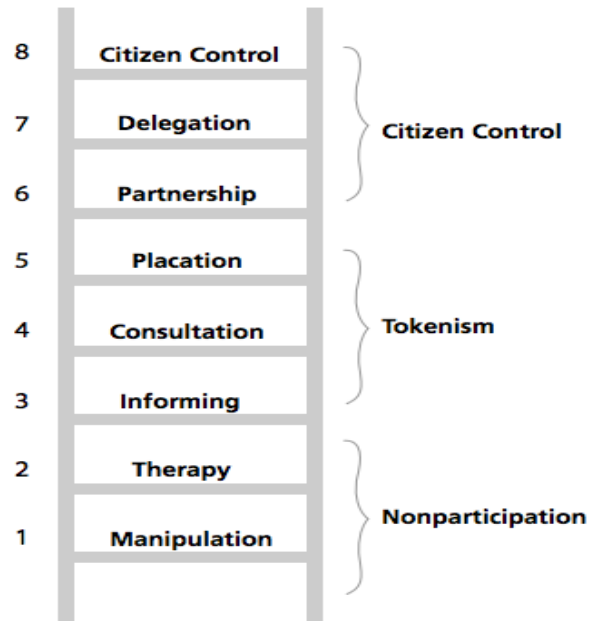 8 Citizen Control
7 Delegation
Citizen Control
6 Partnership
5 Placation
4 Consultation
Tokenism
3 Informing
2 Therapy
Nonparticipation
1 Manipulation